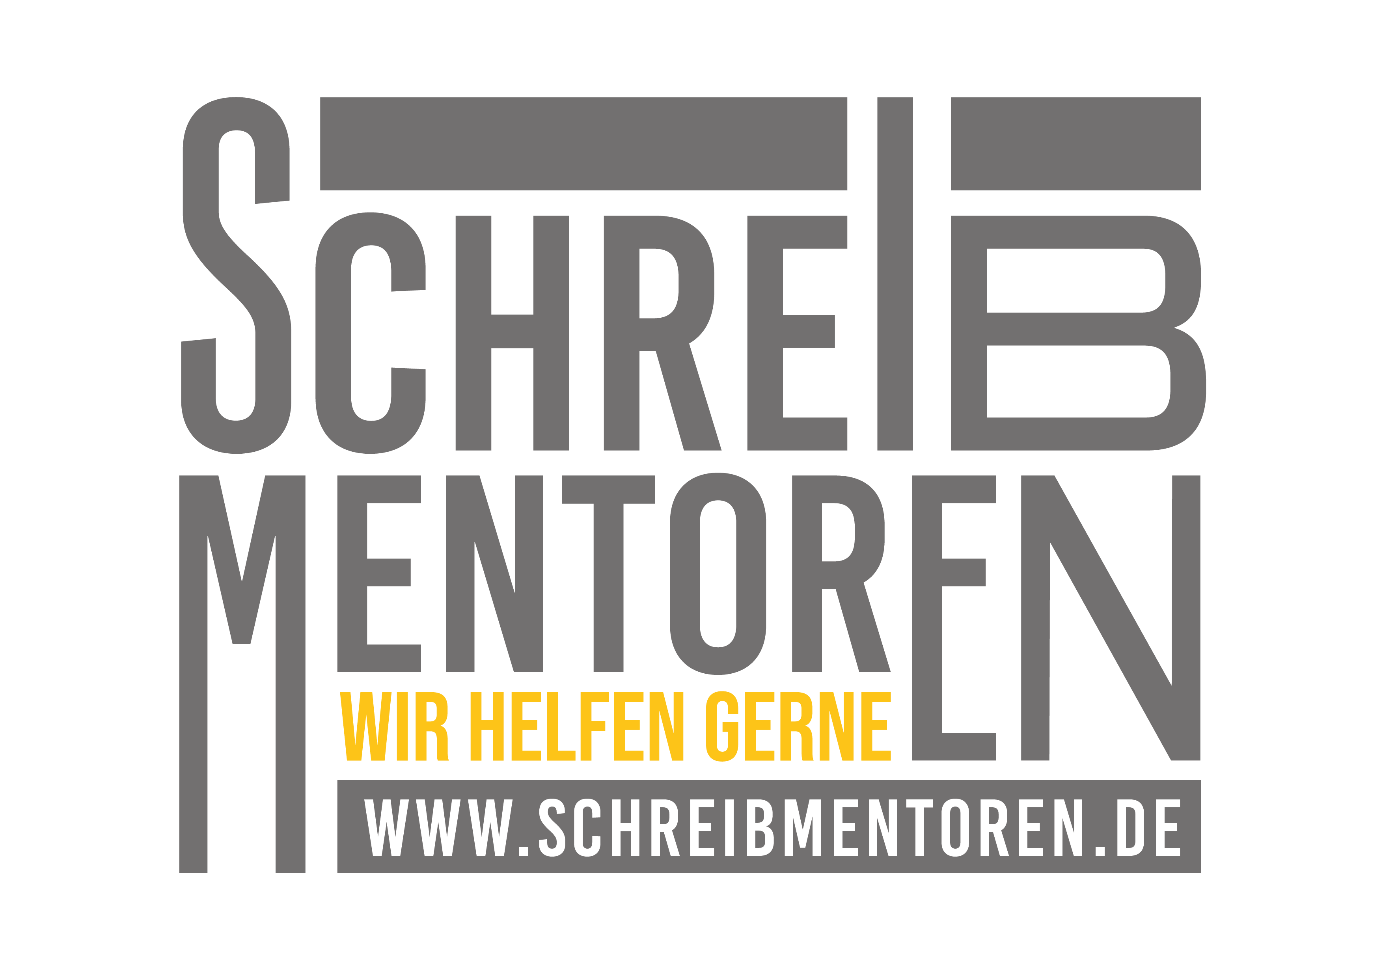 SCHREIB
MENTOREN
WIR HELFEN GERNE
WWW.SCHREIBMENTOREN.DE